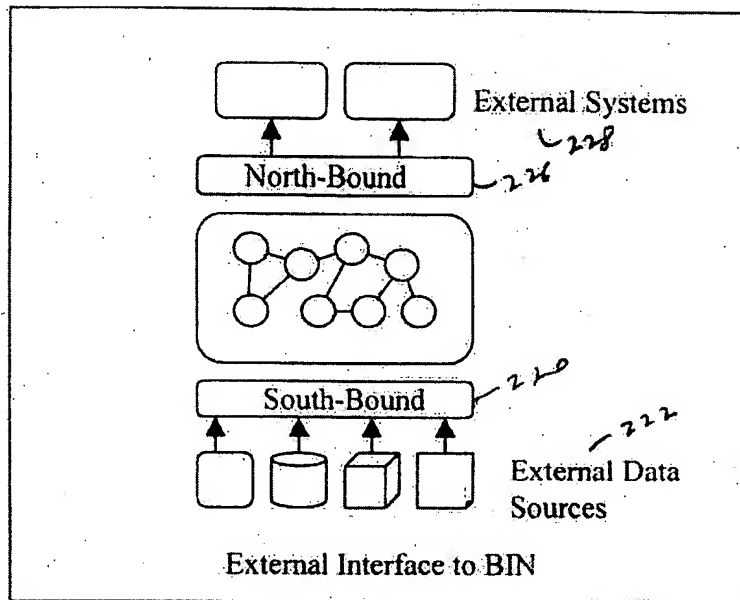 External Systems
228
North-Bound
226
South-Bound
220
222
External Data
Sources
External Interface to BIN